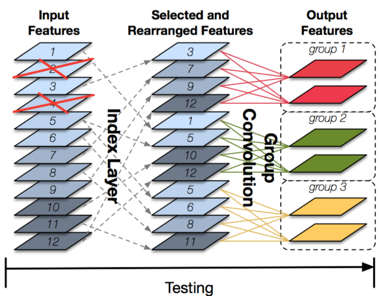 Input
Features
Selected and
Rearranged Features
Output
Features
1
2
3
4
5
6
7
8
9
10
11
12
Index-Layer
3
7
9
12
1
5
10
12
5
6
8
11
Group
Convolution
group 1
group 2
group 3
Testing